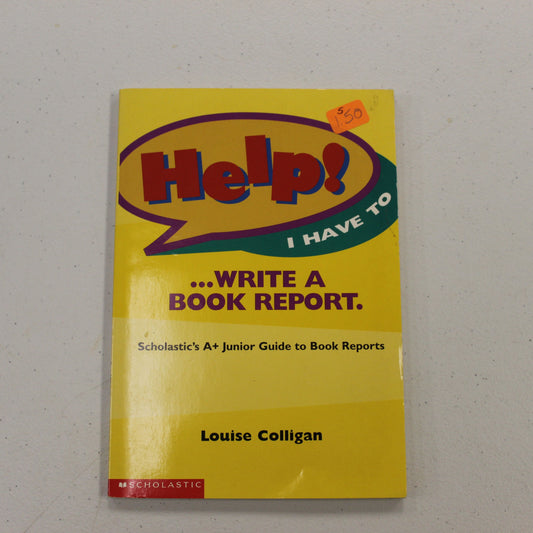 $
1.50
Help!
I HAVE TO
...WRITE A
BOOK REPORT.
Scholastic's A+ Junior Guide to Book Reports
Louise Colligan
SCHOLASTIC